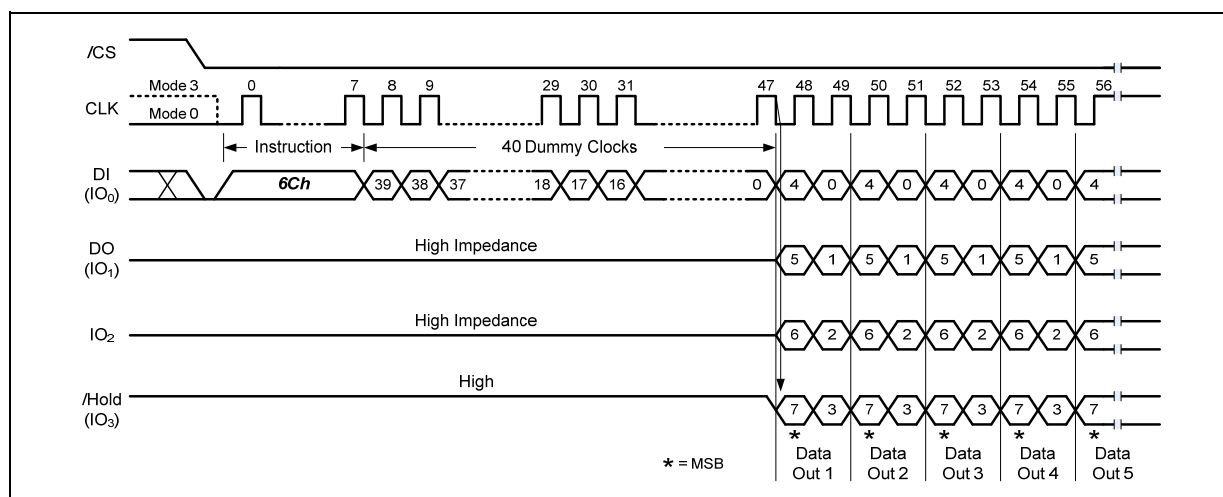 /CS
Mode 3 0 7 8 9 29 30 31 47 48 49 50 51 52 53 54 55 56
CLK
Mode 0
Instruction 40 Dummy Clocks
DI
(IO0)
6Ch 39 38 37 18 17 16 0 4 0 4 0 4 0 4 0 4
High Impedance
DO
(IO1)
5 1 5 1 5 1 5 1 5
High Impedance
IO2 6 2 6 2 6 2 6 2 6
High
/Hold
(IO3)
7 3 7 3 7 3 7 3 7
* * * * *
* = MSB
Data Data Data Data Data
Out 1 Out 2 Out 3 Out 4 Out 5